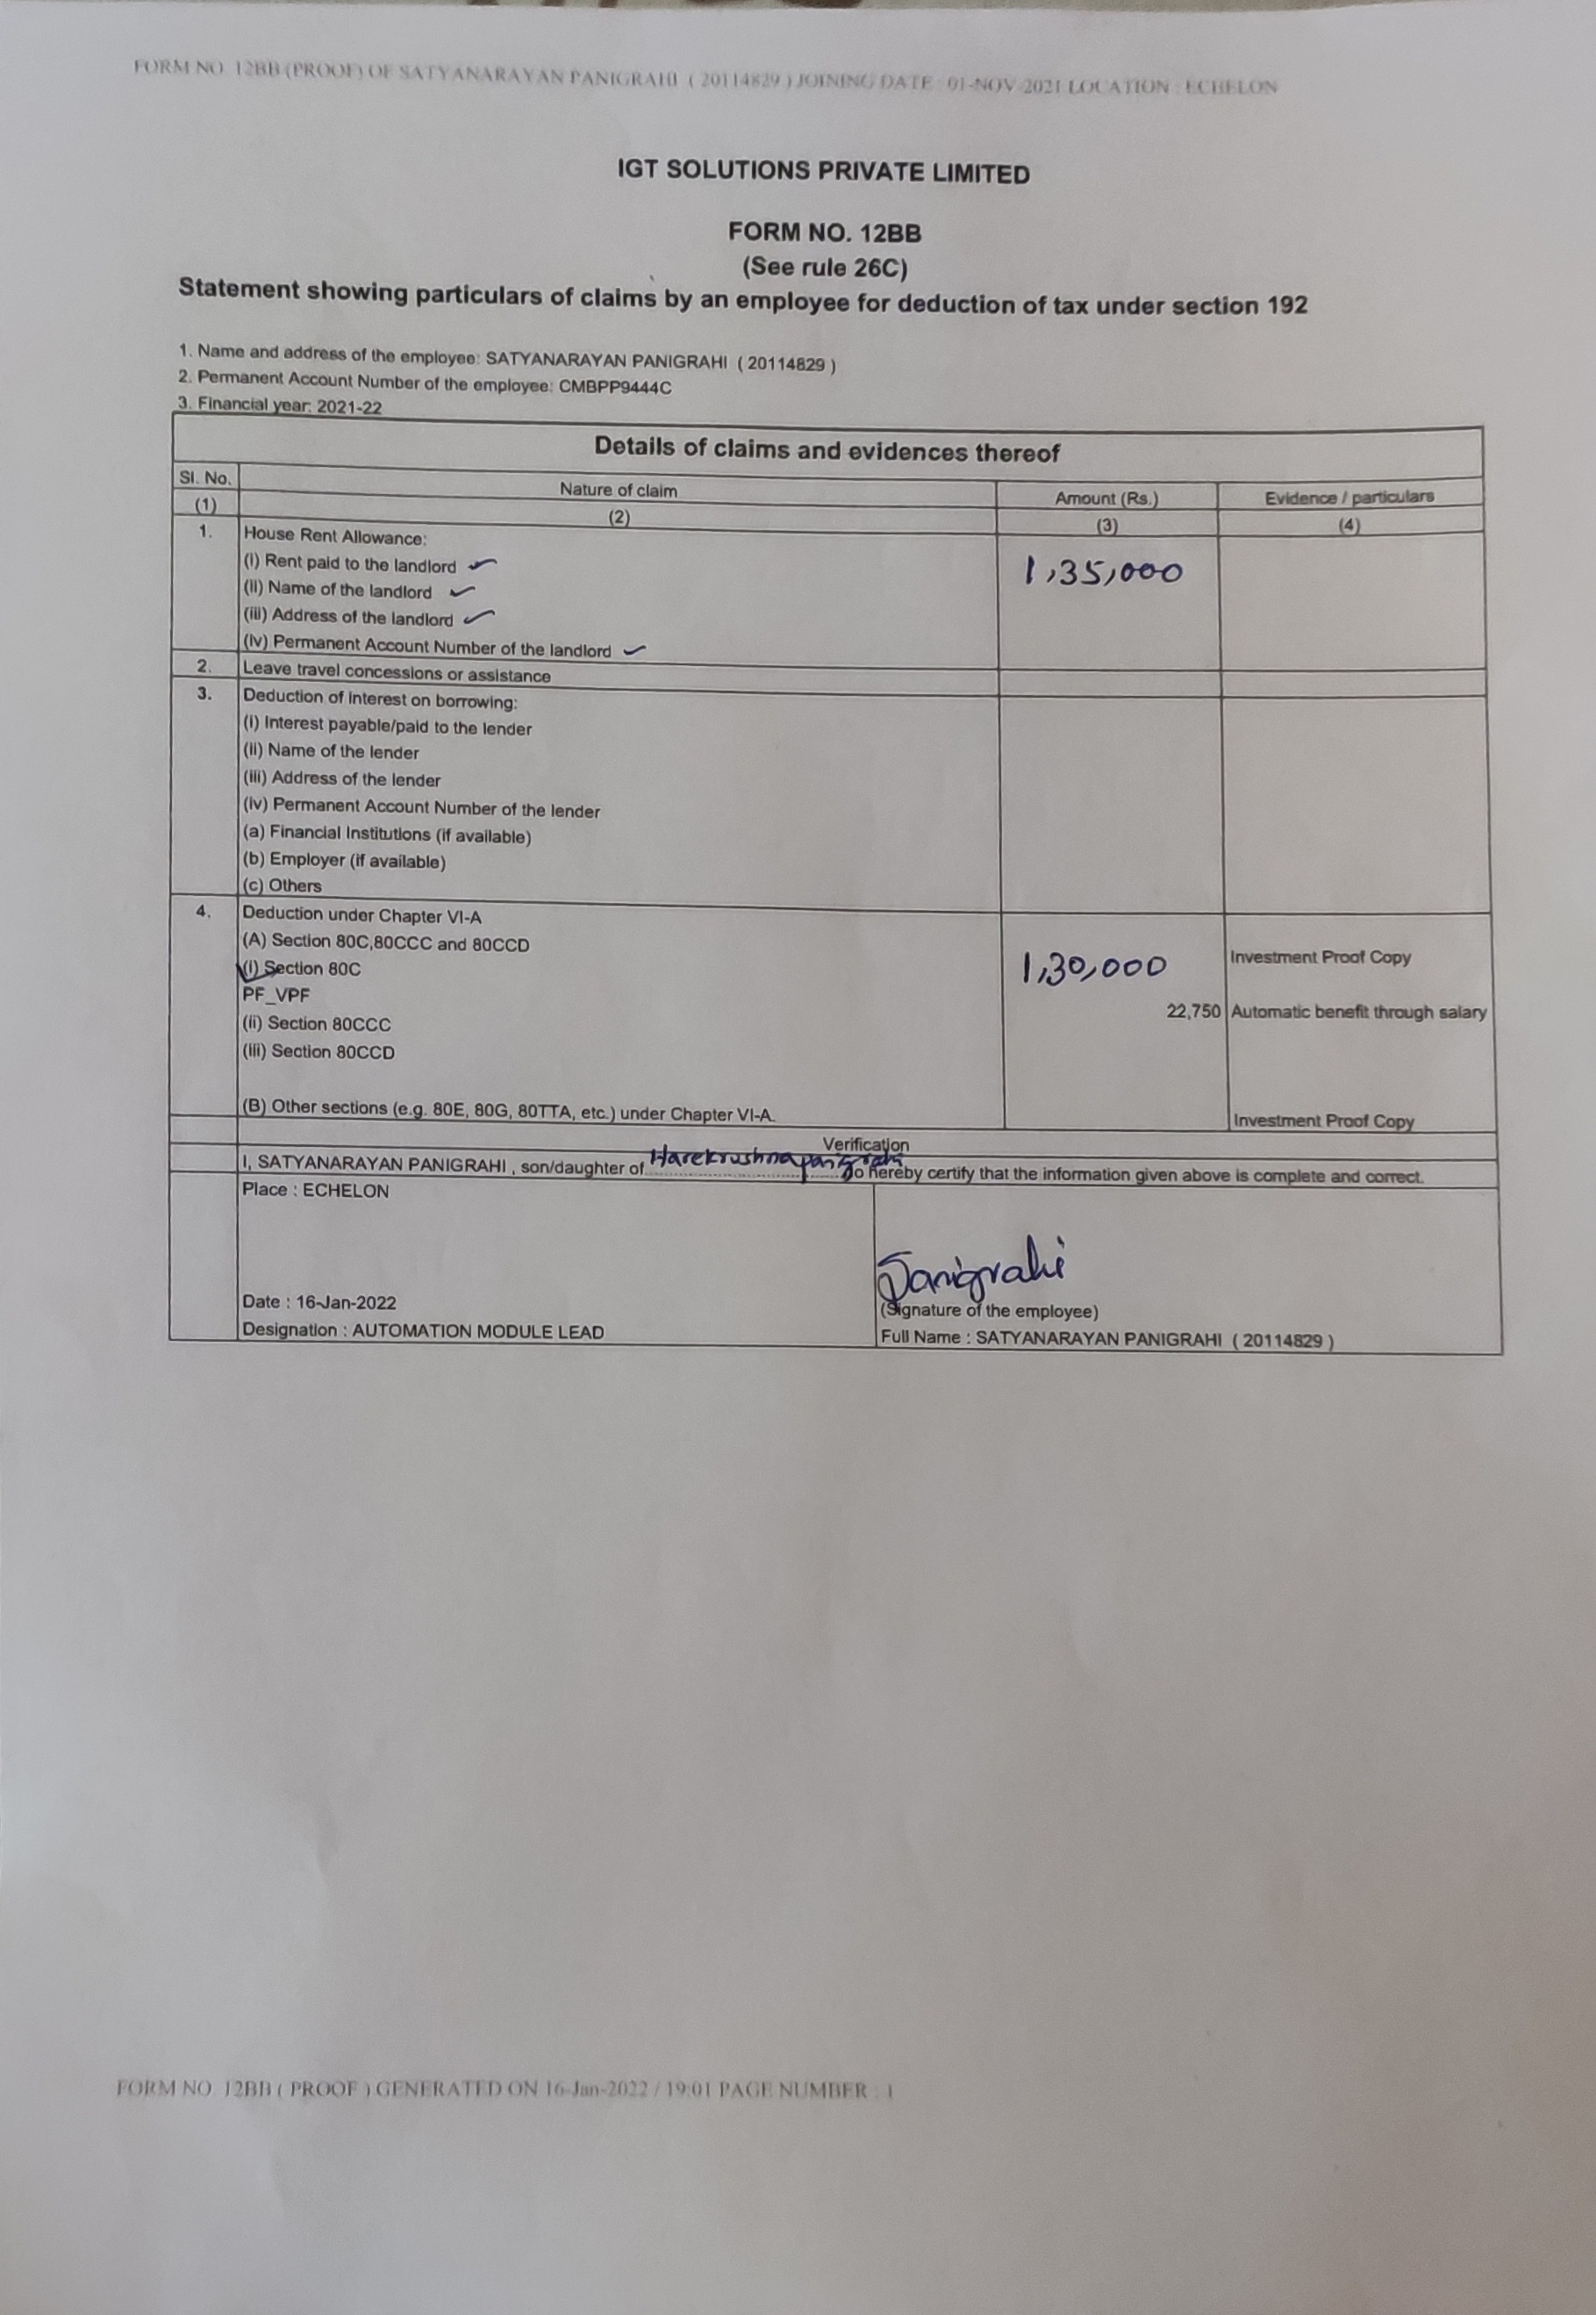 FORM NO. 12BB (PROOF) OF SATYANARAYAN PANIGRAHI ( 20114829 ) JOINING DATE : 01-NOV-2021 LOCATION : ECHELON
IGT SOLUTIONS PRIVATE LIMITED
FORM NO. 12BB
(See rule 26C)
Statement showing particulars of claims by an employee for deduction of tax under section 192
1. Name and address of the employee: SATYANARAYAN PANIGRAHI ( 20114829 )
2. Permanent Account Number of the employee: CMBPP9444C
3. Financial year: 2021-22
Details of claims and evidences thereof
Sl. No. Nature of claim Amount (Rs.) Evidence / particulars
(1) (2) (3) (4)
1. House Rent Allowance:
(i) Rent paid to the landlord 1,35,000
(ii) Name of the landlord
(iii) Address of the landlord
(iv) Permanent Account Number of the landlord
2. Leave travel concessions or assistance
3. Deduction of interest on borrowing:
(i) Interest payable/paid to the lender
(ii) Name of the lender
(iii) Address of the lender
(iv) Permanent Account Number of the lender
(a) Financial Institutions (if available)
(b) Employer (if available)
(c) Others
4. Deduction under Chapter VI-A
(A) Section 80C,80CCC and 80CCD Investment Proof Copy
(i) Section 80C 1,30,000
PF_VPF 22,750 Automatic benefit through salary
(ii) Section 80CCC
(iii) Section 80CCD
(B) Other sections (e.g. 80E, 80G, 80TTA, etc.) under Chapter VI-A. Investment Proof Copy
Verification
I, SATYANARAYAN PANIGRAHI , son/daughter of Harekrushna panigrahi do hereby certify that the information given above is complete and correct.
Place : ECHELON
Panigrahi
Date : 16-Jan-2022 (Signature of the employee)
Designation : AUTOMATION MODULE LEAD Full Name : SATYANARAYAN PANIGRAHI ( 20114829 )
FORM NO. 12BB ( PROOF ) GENERATED ON 16-Jan-2022 / 19:01 PAGE NUMBER : 1